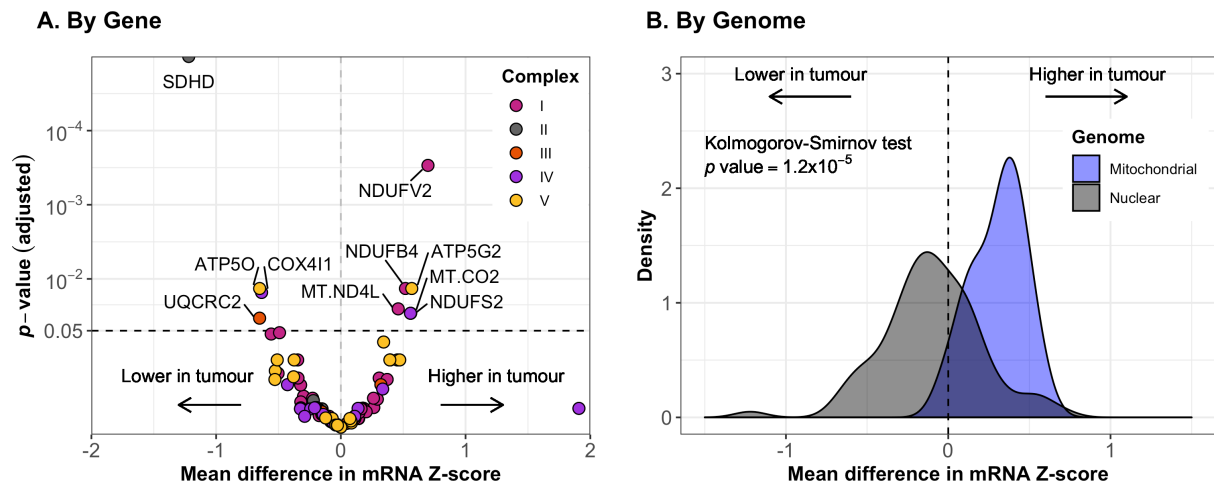 A. By Gene
SDHD
Complex
I
II
III
IV
V
NDUFV2
NDUFB4
ATP5G2
ATP5O
COX4I1
MT.CO2
MT.ND4L
UQCRC2
NDUFS2
Lower in tumour
Higher in tumour
10⁻⁴
10⁻³
10⁻²
0.05
p−value (adjusted)
-2
-1
0
1
2
Mean difference in mRNA Z-score
B. By Genome
Lower in tumour
Higher in tumour
Kolmogorov-Smirnov test
p value = 1.2x10⁻⁵
Genome
Mitochondrial
Nuclear
3
2
1
0
Density
-1
0
1
Mean difference in mRNA Z-score